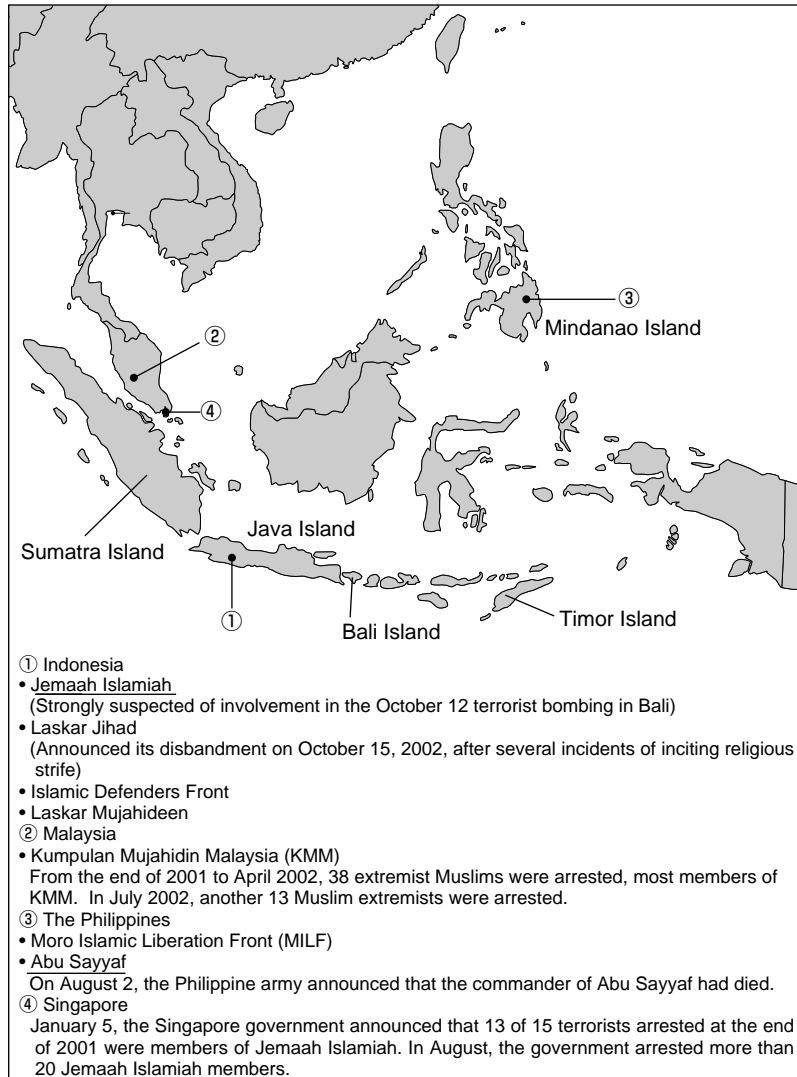 ②
③
Mindanao Island
④
Java Island
Sumatra Island
①
Bali Island
Timor Island
① Indonesia
• Jemaah Islamiah
(Strongly suspected of involvement in the October 12 terrorist bombing in Bali)
• Laskar Jihad
(Announced its disbandment on October 15, 2002, after several incidents of inciting religious
strife)
• Islamic Defenders Front
• Laskar Mujahideen
② Malaysia
• Kumpulan Mujahidin Malaysia (KMM)
From the end of 2001 to April 2002, 38 extremist Muslims were arrested, most members of
KMM. In July 2002, another 13 Muslim extremists were arrested.
③ The Philippines
• Moro Islamic Liberation Front (MILF)
• Abu Sayyaf
On August 2, the Philippine army announced that the commander of Abu Sayyaf had died.
④ Singapore
January 5, the Singapore government announced that 13 of 15 terrorists arrested at the end
of 2001 were members of Jemaah Islamiah. In August, the government arrested more than
20 Jemaah Islamiah members.